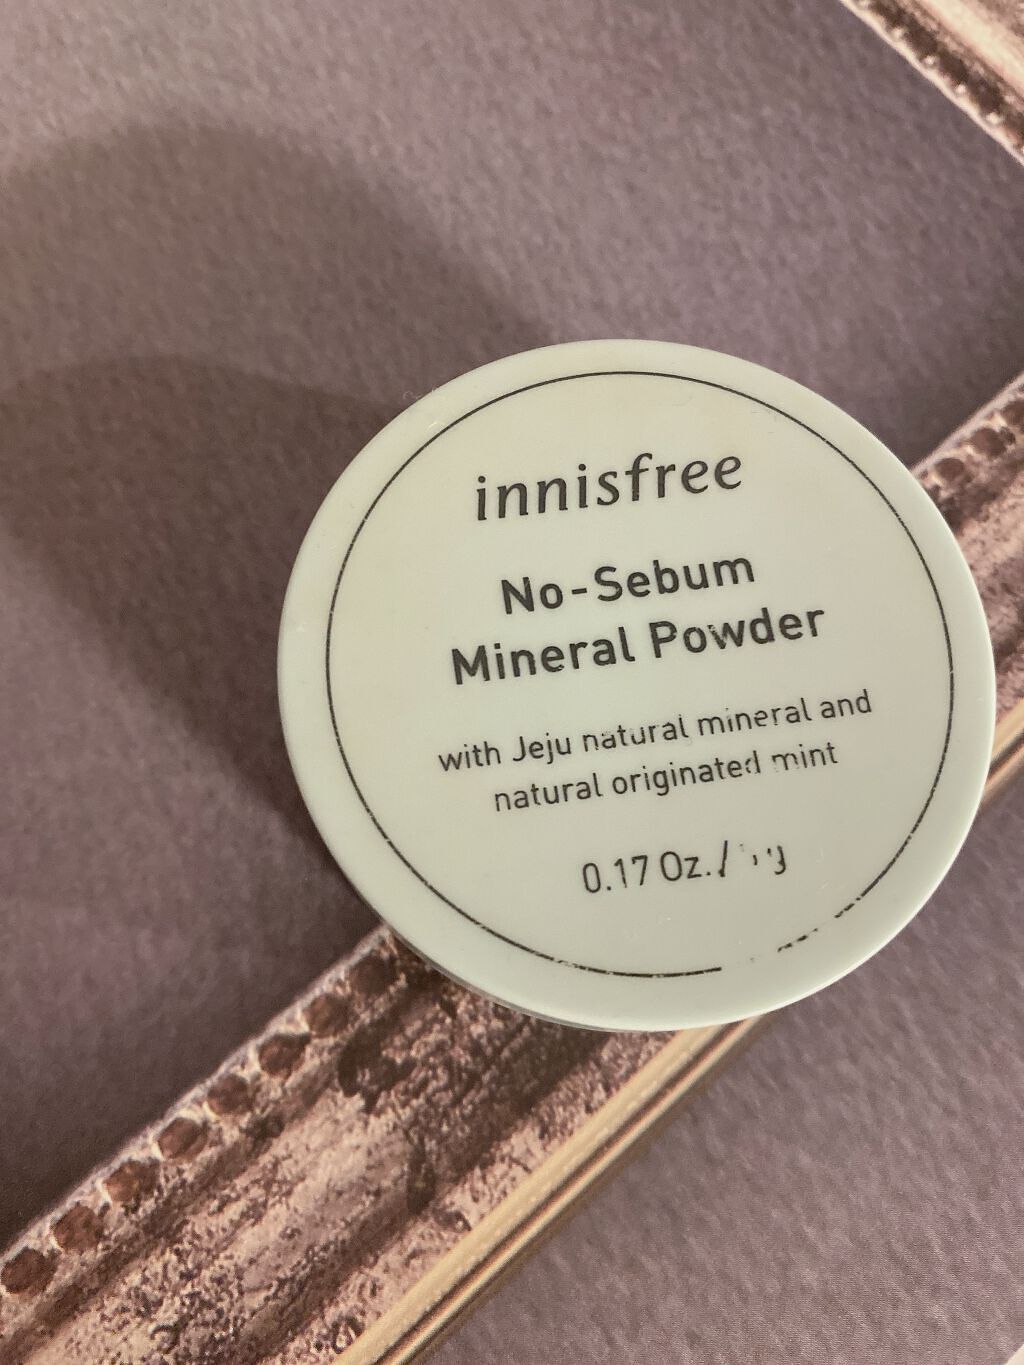 innisfree
No-Sebum
Mineral Powder
with Jeju natural mineral and
natural originated mint
0.17 Oz. /